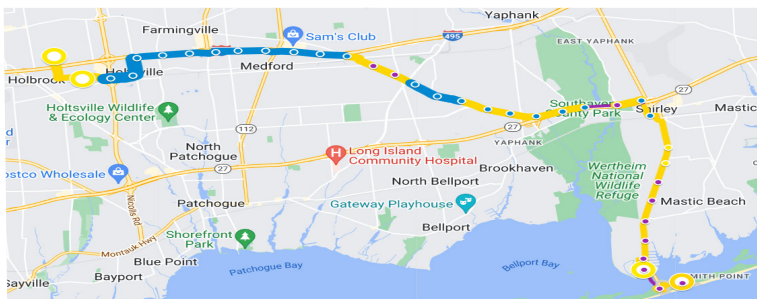 Yaphank
Farmingville
Sam's Club
495
EAST YAPHANK
Holbrook
Medford
27
Holtsville Wildlife
& Ecology Center
Southaven
County Park
Shirley
Mastic
112
North
Patchogue
Long Island
Community Hospital
27
YAPHANK
Brookhaven
Wertheim
National
Wildlife
Refuge
ostco Wholesale
27
North Bellport
Nicolls Rd
Patchogue
Gateway Playhouse
Mastic Beach
Bellport
Shorefront
Park
Montauk Hwy
Blue Point
Bayport
Sayville
Patchogue Bay
Bellport Bay
MITH POINT